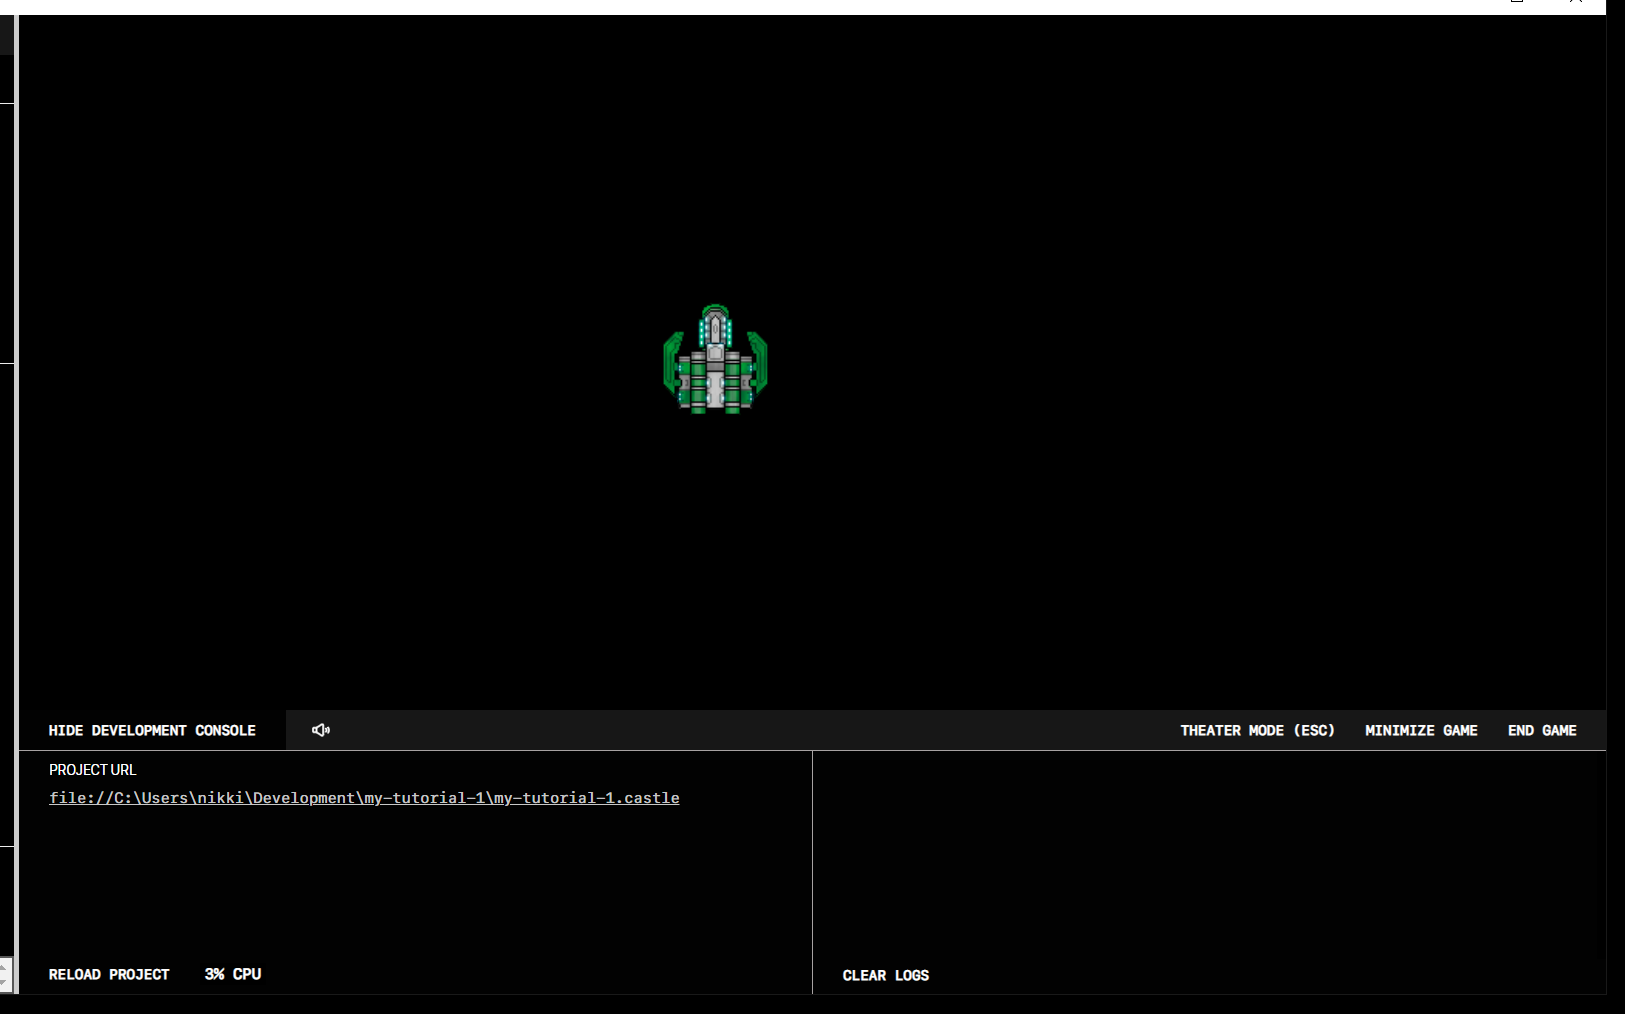 HIDE DEVELOPMENT CONSOLE
THEATER MODE (ESC) MINIMIZE GAME END GAME
PROJECT URL
file://C:\Users\nikki\Development\my-tutorial-1\my-tutorial-1.castle
RELOAD PROJECT 3% CPU
CLEAR LOGS